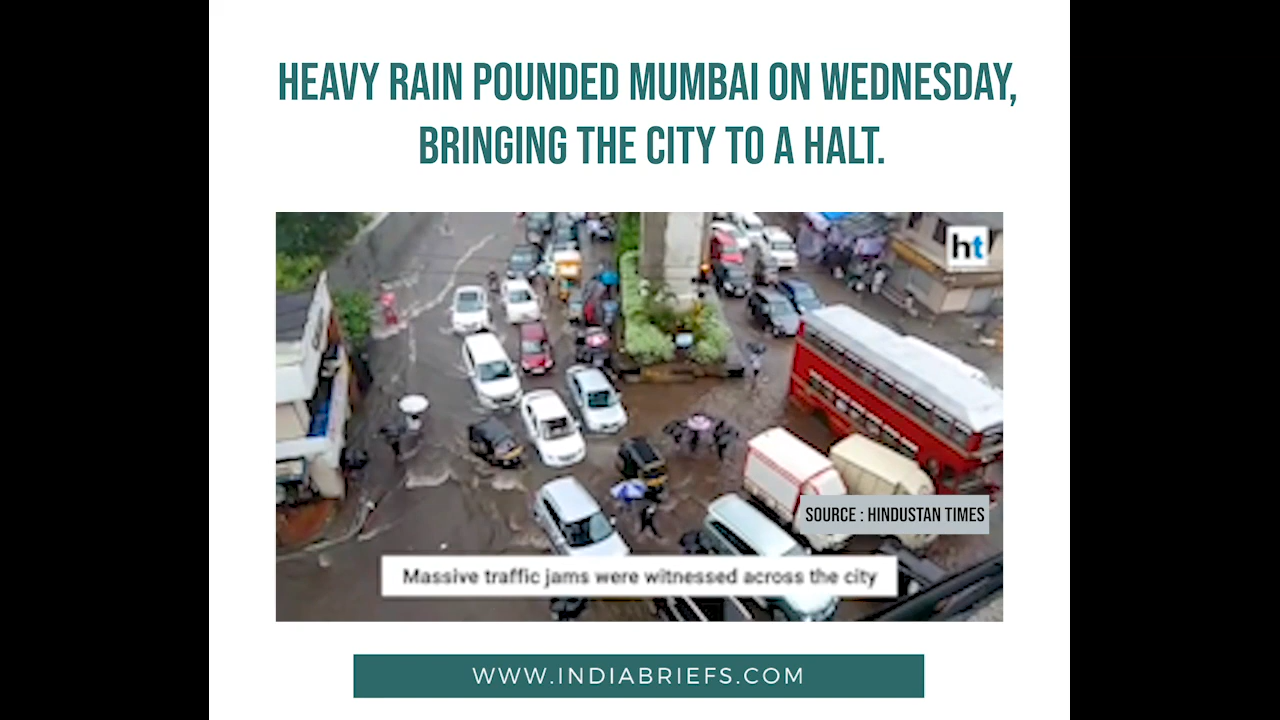 HEAVY RAIN POUNDED MUMBAI ON WEDNESDAY,
BRINGING THE CITY TO A HALT.
ht
SOURCE : HINDUSTAN TIMES
Massive traffic jams were witnessed across the city
WWW.INDIABRIEFS.COM